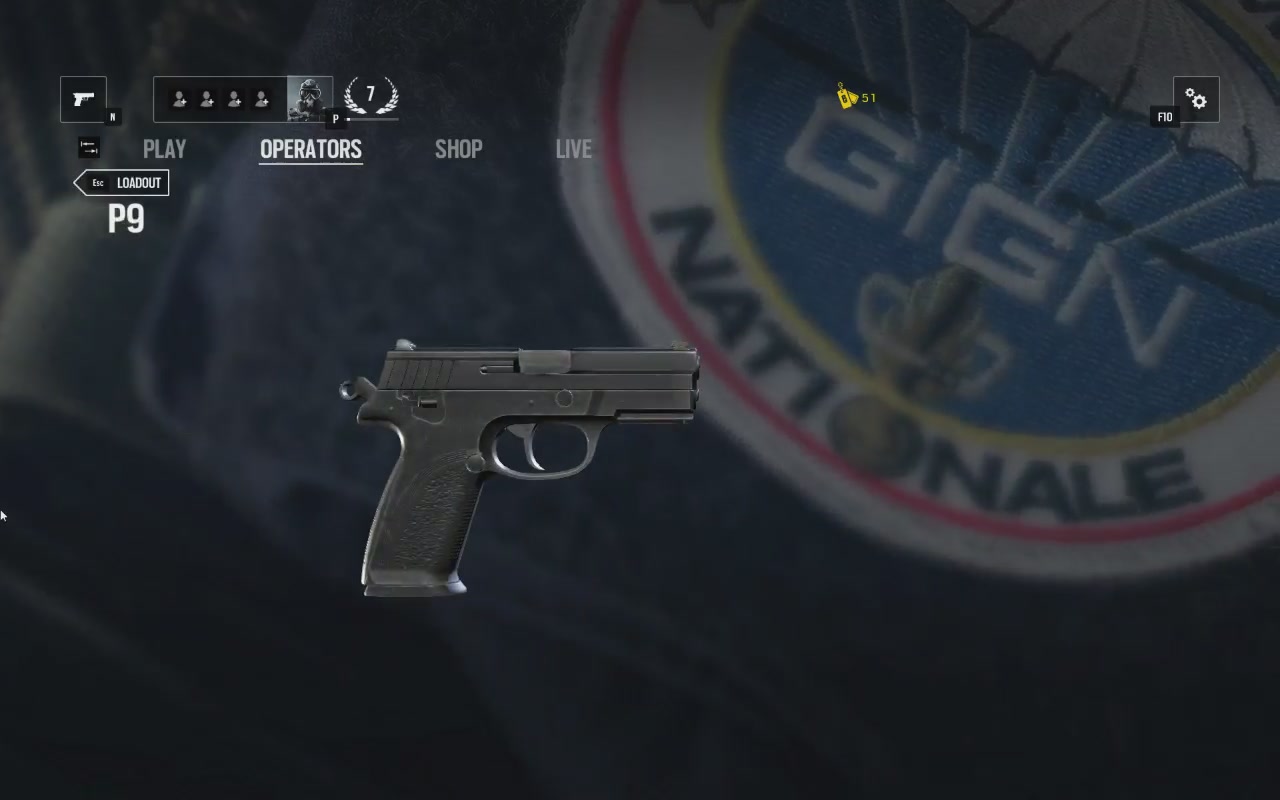 N
P
7
51
F10
PLAY
OPERATORS
SHOP
LIVE
Esc LOADOUT
P9
GIGN
NATIONALE